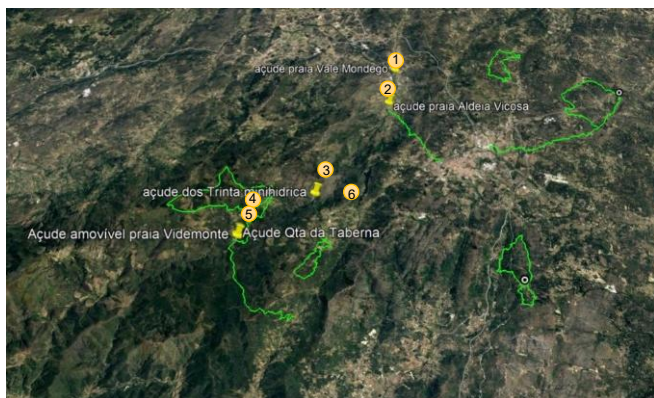 1
açude praia Vale Mondego
2
açude praia Aldeia Viçosa
3
açude dos Trinta minihidrica
4
6
5
Açude amovível praia Videmonte
Açude Qta da Taberna